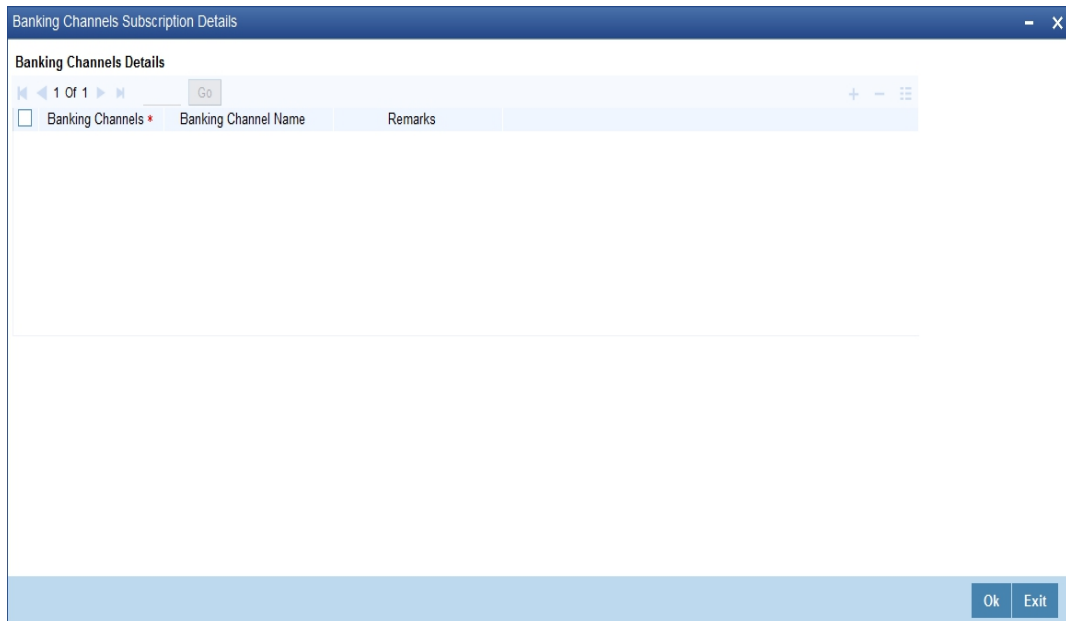 Banking Channels Subscription Details
Banking Channels Details
1 Of 1 Go
Banking Channels * Banking Channel Name Remarks
Ok Exit